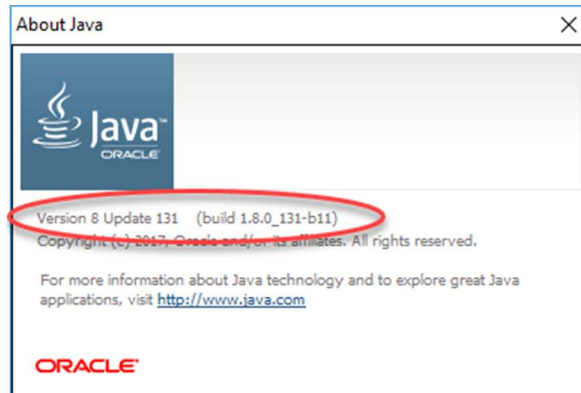 About Java
Java™
ORACLE
Version 8 Update 131 (build 1.8.0_131-b11)
Copyright (c) 2017, Oracle and/or its affiliates. All rights reserved.
For more information about Java technology and to explore great Java
applications, visit http://www.java.com
ORACLE